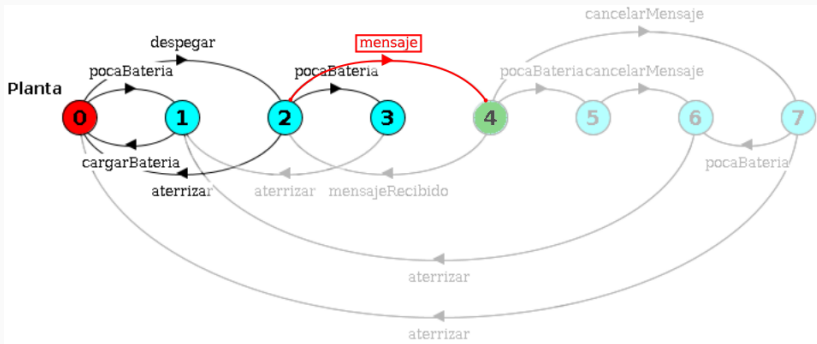 cancelarMensaje
despegar
mensaje
pocaBateria
pocaBateria
pocaBateria
cancelarMensaje
Planta
0
1
2
3
4
5
6
7
cargarBateria
pocaBateria
aterrizar
aterrizar
mensajeRecibido
aterrizar
aterrizar